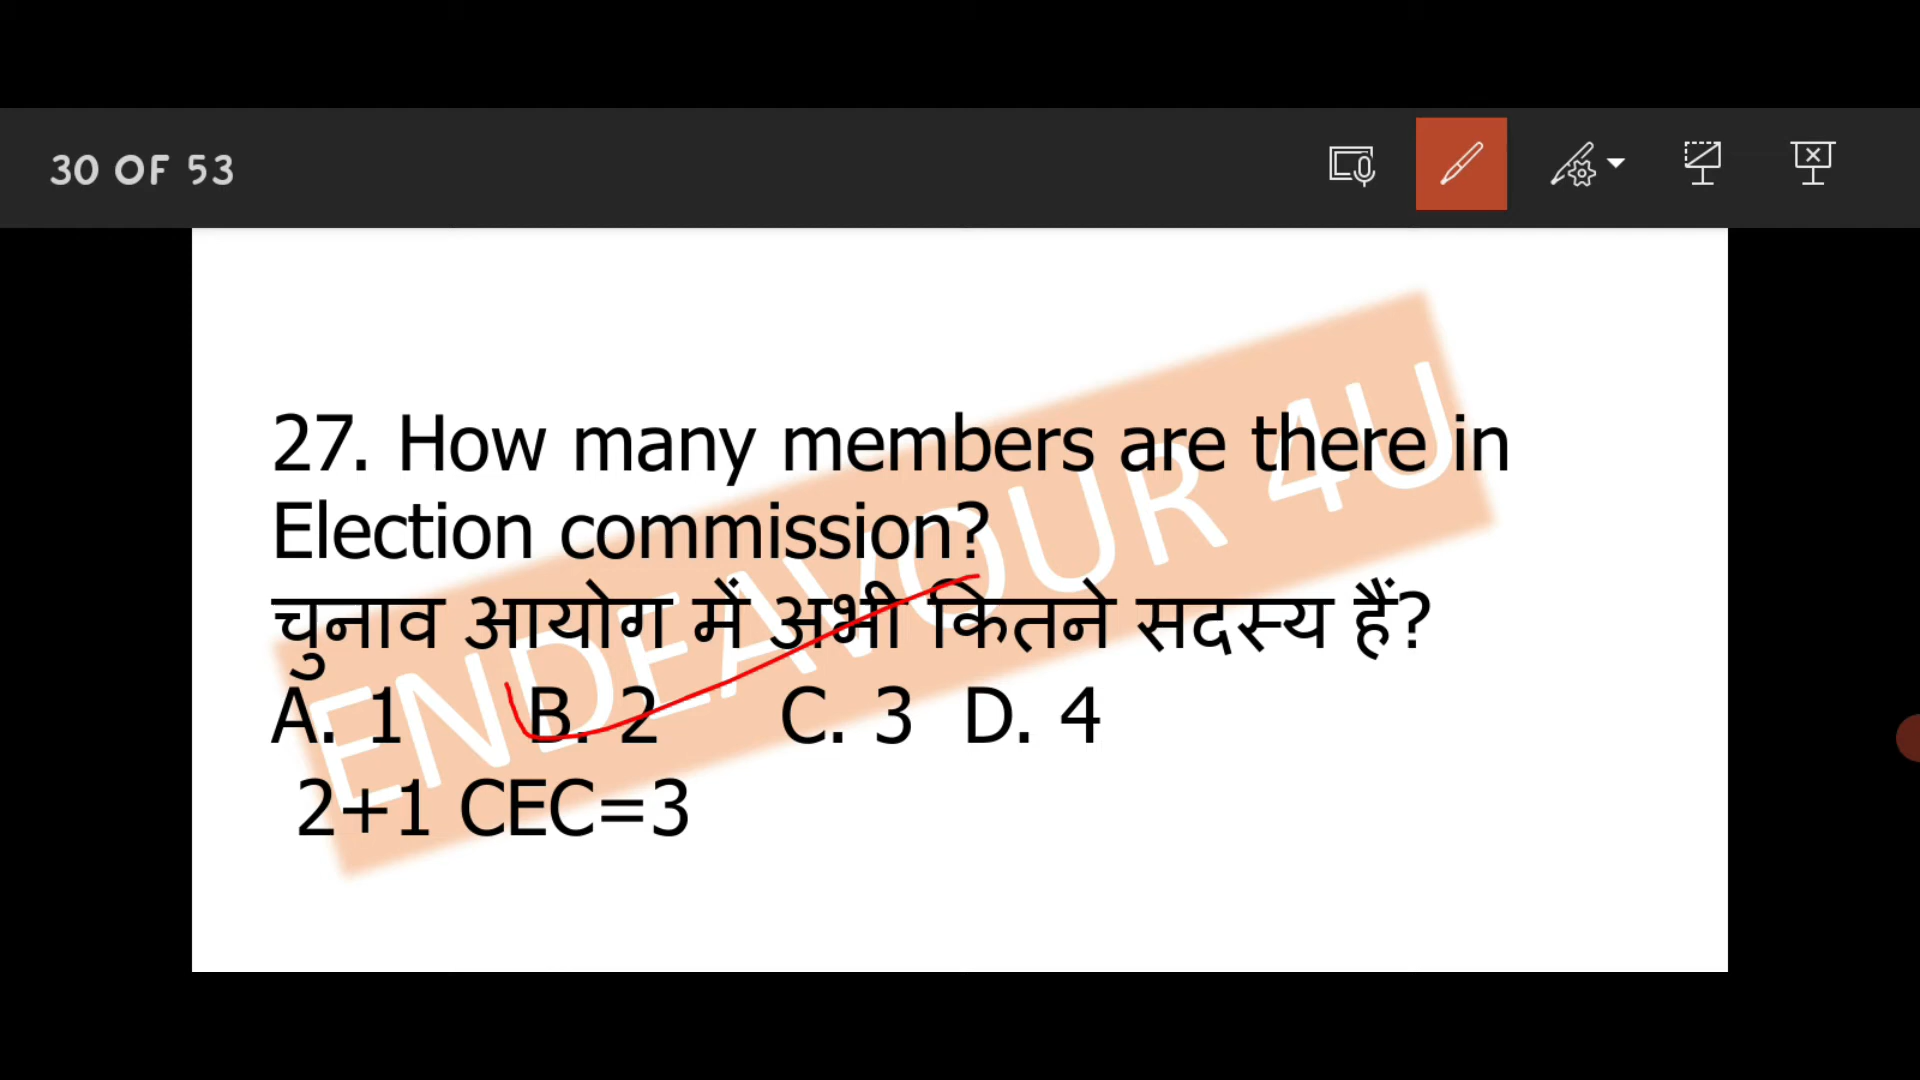 30 OF 53
27. How many members are there in
Election commission?
चुनाव आयोग में अभी कितने सदस्य हैं?
A. 1 B. 2 C. 3 D. 4
2+1 CEC=3
ENDEAVOUR 4U